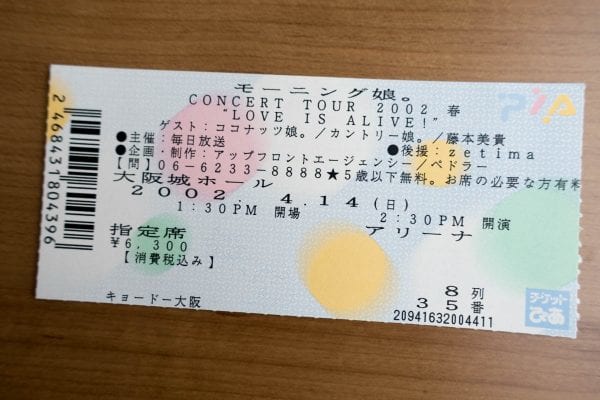 モーニング娘。
CONCERT TOUR 2002 春
"LOVE IS ALIVE!"
PIA
ゲスト：ココナッツ娘。／カントリー娘。／藤本美貴
●主催：毎日放送 ●後援：zetima
●企画・制作：アップフロントエージェンシー／ペドラー
【問】06-6233-8888★5歳以下無料。お席の必要な方有料
大阪城ホール
2002. 4.14(日)
1:30PM 開場 2:30PM 開演
指定席 アリーナ
¥6,300
【消費税込み】
8列
キョードー大阪 35番
20941632004411
チケット
ぴあ
2468431804396